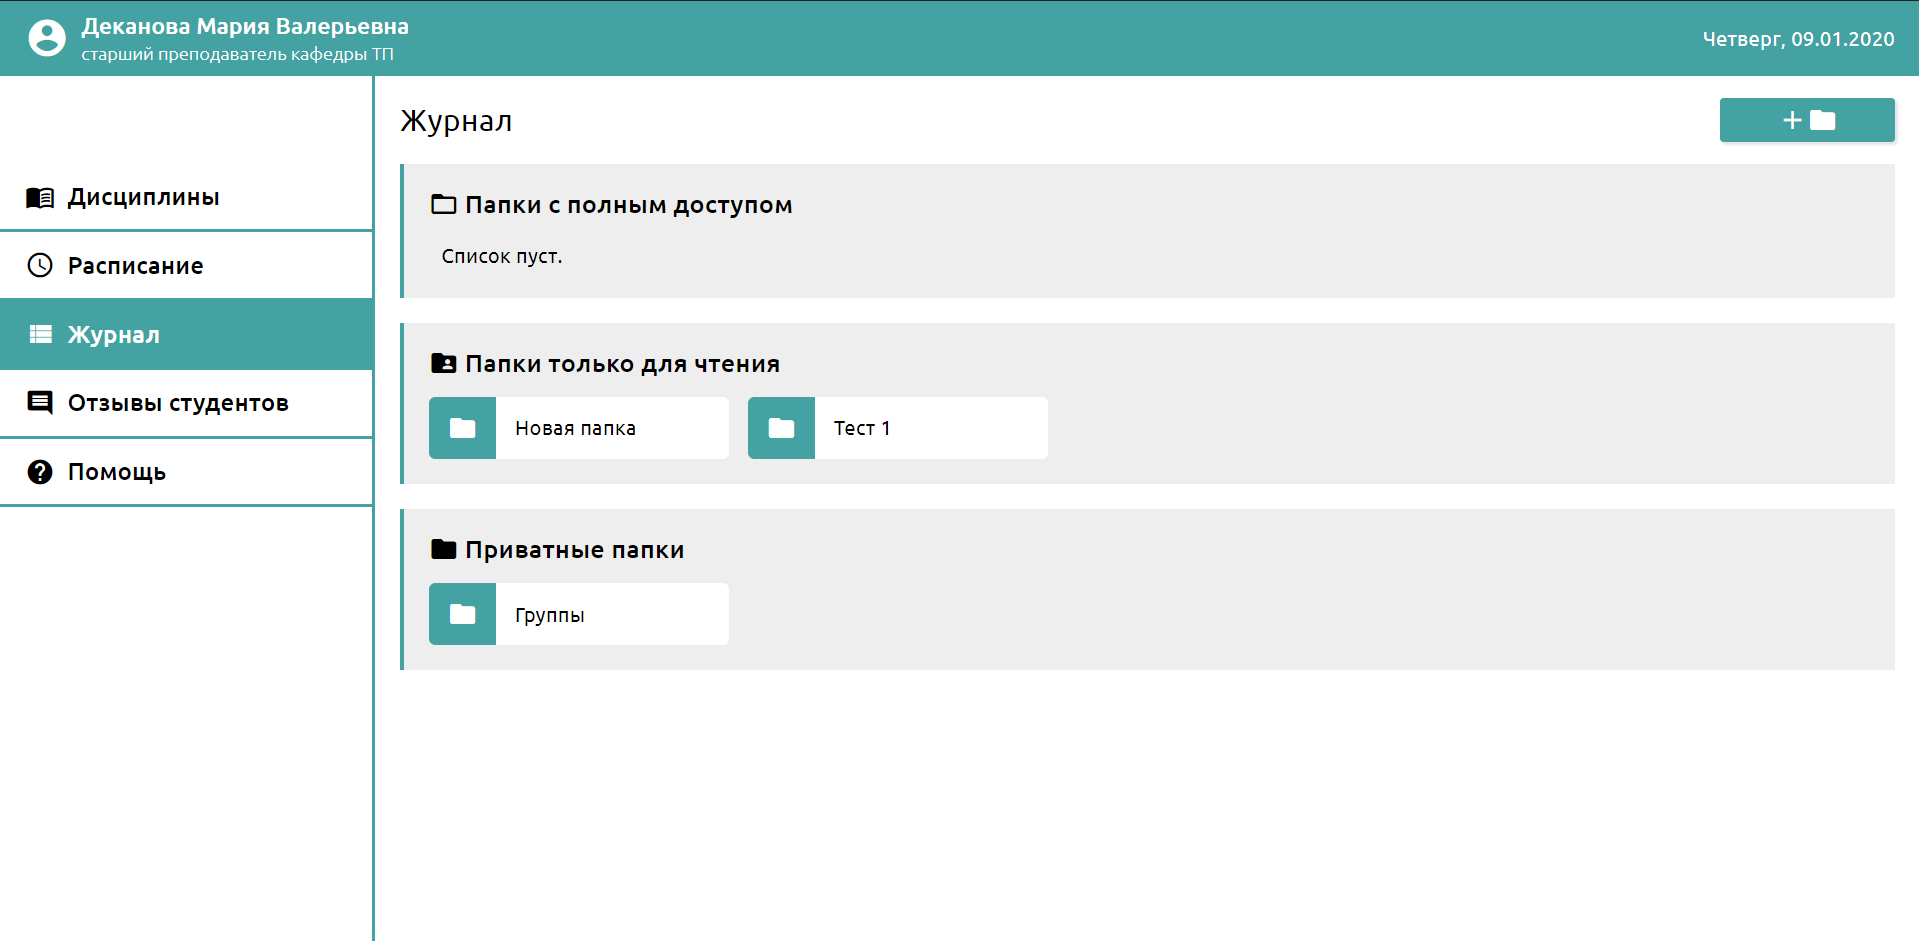 Деканова Мария Валерьевна
старший преподаватель кафедры ТП
Четверг, 09.01.2020
Дисциплины
Расписание
Журнал
Отзывы студентов
Помощь
Журнал
Папки с полным доступом
Список пуст.
Папки только для чтения
Новая папка
Тест 1
Приватные папки
Группы